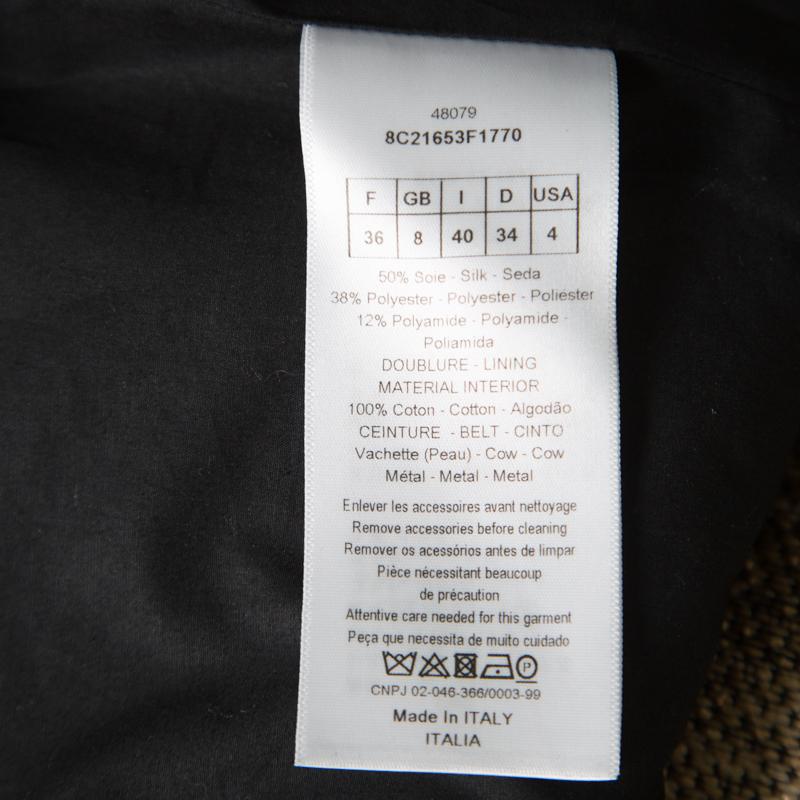 48079
8C21653F1770
F GB I D USA
36 8 40 34 4
50% Soie - Silk - Seda
38% Polyester - Polyester - Poliéster
12% Polyamide - Polyamide -
Poliamida
DOUBLURE - LINING
MATERIAL INTERIOR
100% Coton - Cotton - Algodão
CEINTURE - BELT - CINTO
Vachette (Peau) - Cow - Cow
Métal - Metal - Metal
Enlever les accessoires avant nettoyage
Remove accessories before cleaning
Remover os acessórios antes de limpar
Pièce nécessitant beaucoup
de précaution
Attentive care needed for this garment
Peça que necessita de muito cuidado
P
CNPJ 02-046-366/0003-99
Made In ITALY
ITALIA